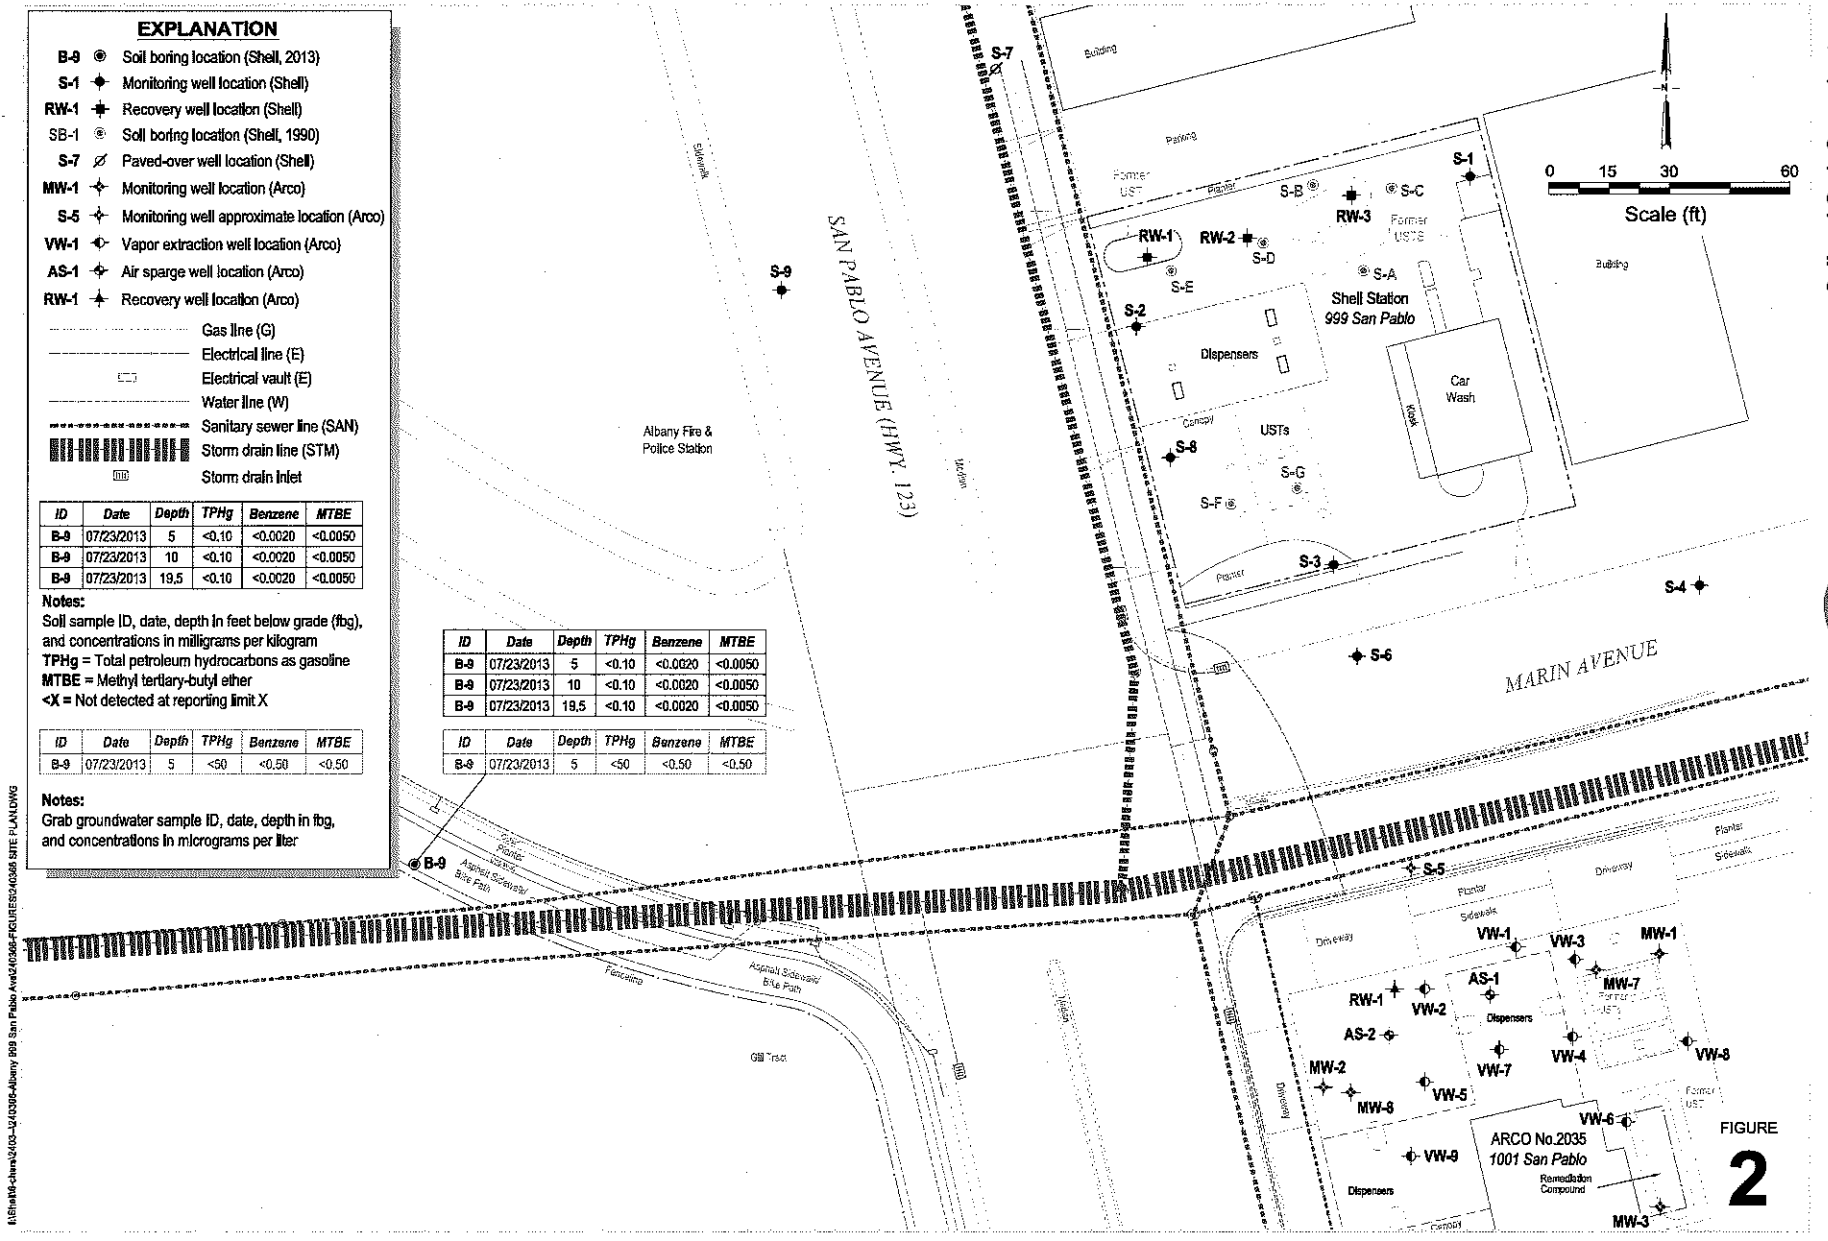 EXPLANATION
B-9 Soil boring location (Shell, 2013)
S-1 Monitoring well location (Shell)
RW-1 Recovery well location (Shell)
SB-1 Soil boring location (Shell, 1990)
S-7 Paved-over well location (Shell)
MW-1 Monitoring well location (Arco)
S-5 Monitoring well approximate location (Arco)
VW-1 Vapor extraction well location (Arco)
AS-1 Air sparge well location (Arco)
RW-1 Recovery well location (Arco)
Gas line (G)
Electrical line (E)
Electrical vault (E)
Water line (W)
Sanitary sewer line (SAN)
Storm drain line (STM)
Storm drain inlet
ID Date Depth TPHg Benzene MTBE
B-9 07/23/2013 5 <0.10 <0.0020 <0.0050
B-9 07/23/2013 10 <0.10 <0.0020 <0.0050
B-9 07/23/2013 19.5 <0.10 <0.0020 <0.0050
Notes:
Soil sample ID, date, depth in feet below grade (fbg),
and concentrations in milligrams per kilogram
TPHg = Total petroleum hydrocarbons as gasoline
MTBE = Methyl tertiary-butyl ether
<X = Not detected at reporting limit X
ID Date Depth TPHg Benzene MTBE
B-9 07/23/2013 5 <50 <0.50 <0.50
Notes:
Grab groundwater sample ID, date, depth in fbg,
and concentrations in micrograms per liter
ID Date Depth TPHg Benzene MTBE
B-9 07/23/2013 5 <0.10 <0.0020 <0.0050
B-9 07/23/2013 10 <0.10 <0.0020 <0.0050
B-9 07/23/2013 19.5 <0.10 <0.0020 <0.0050
ID Date Depth TPHg Benzene MTBE
B-9 07/23/2013 5 <50 <0.50 <0.50
B-9
S-7
Building
Sidewalk
Parking
N
0 15 30 60
Scale (ft)
S-1
Former
UST
Planter
S-B
S-C
RW-3
Former
USTS
RW-1
RW-2
S-D
S-E
S-A
Building
S-9
SAN PABLO AVENUE (HWY. 123)
S-2
Shell Station
999 San Pablo
Dispensers
Car
Wash
Kiosk
Canopy
USTs
Albany Fire &
Police Station
Median
S-8
S-G
S-F
S-3
Planter
S-4
S-6
MARIN AVENUE
Planter
Asphalt Sidewalk/
Bike Path
Fenceline
Asphalt Sidewalk/
Bike Path
Gill Tract
Median
S-5
Planter
Sidewalk
Driveway
Planter
Sidewalk
Driveway
VW-1
VW-3
MW-1
MW-7
Former
USTs
RW-1
VW-2
AS-1
Dispensers
AS-2
VW-4
VW-8
VW-7
MW-2
MW-8
VW-5
Driveway
Former
UST
VW-6
VW-9
ARCO No.2035
1001 San Pablo
Remediation
Compound
Dispensers
Canopy
MW-3
FIGURE
2